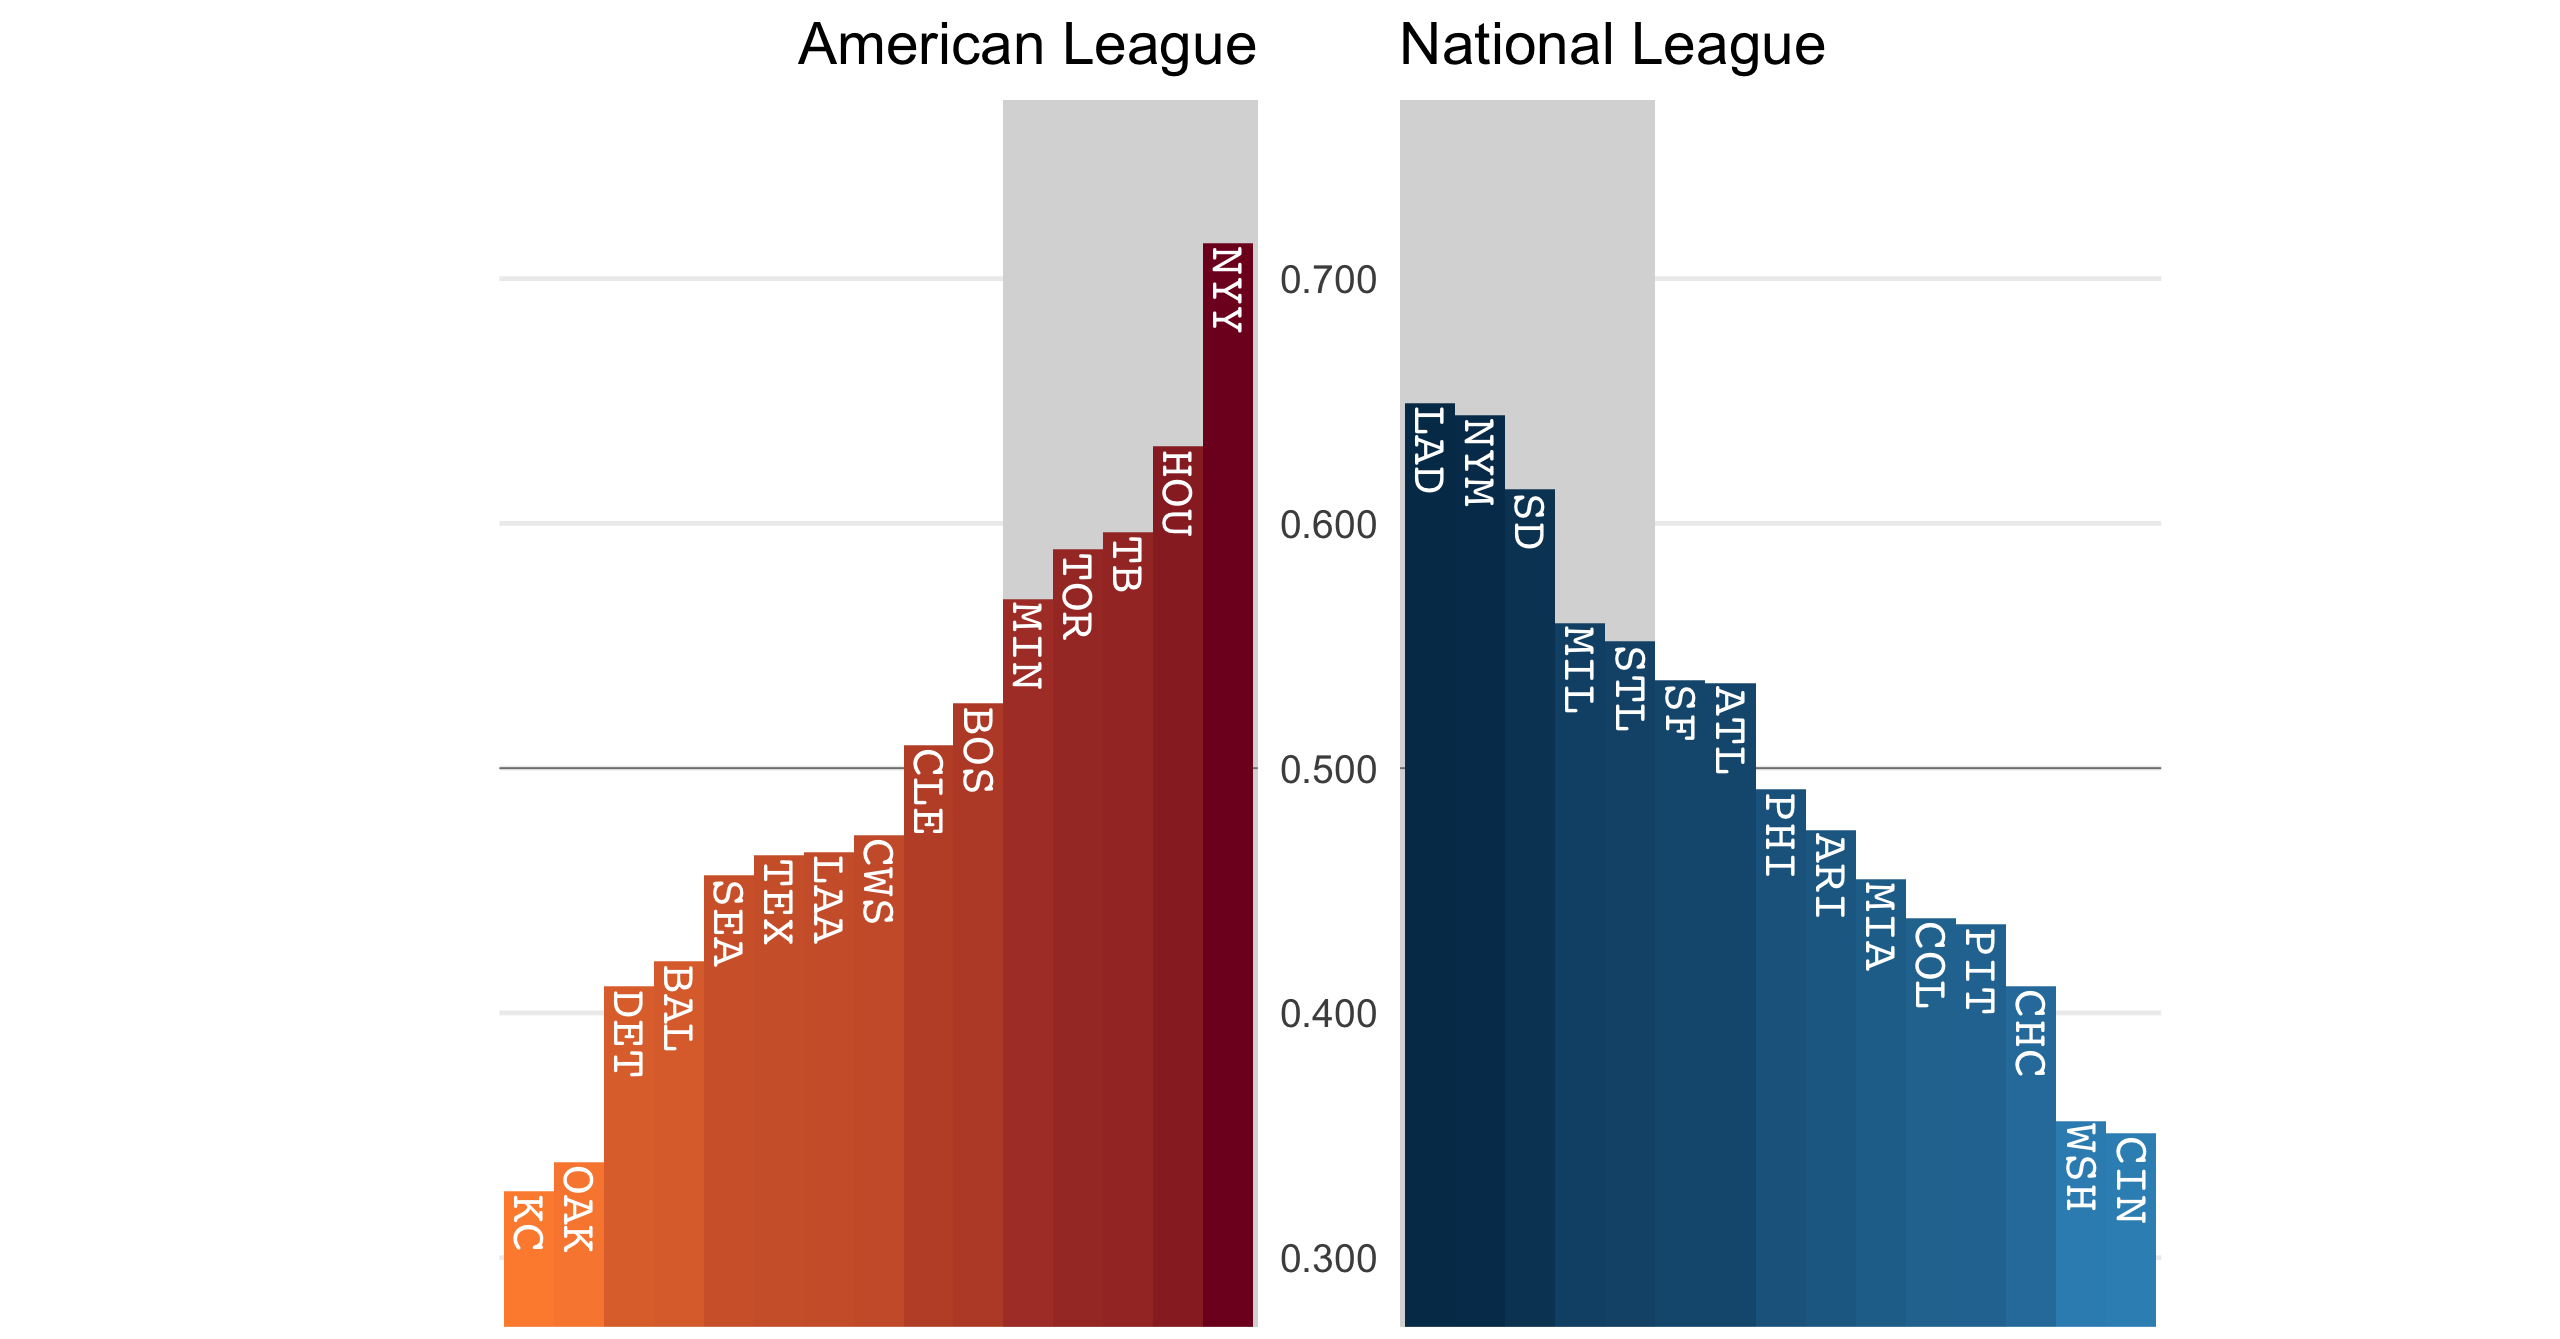 American League
National League
0.700
0.600
0.500
0.400
0.300
KC
OAK
DET
BAL
SEA
TEX
LAA
CWS
CLE
BOS
MIN
TOR
TB
HOU
NYY
LAD
NYM
SD
MIL
STL
SF
ATL
PHI
ARI
MIA
COL
PIT
CHC
WSH
CIN